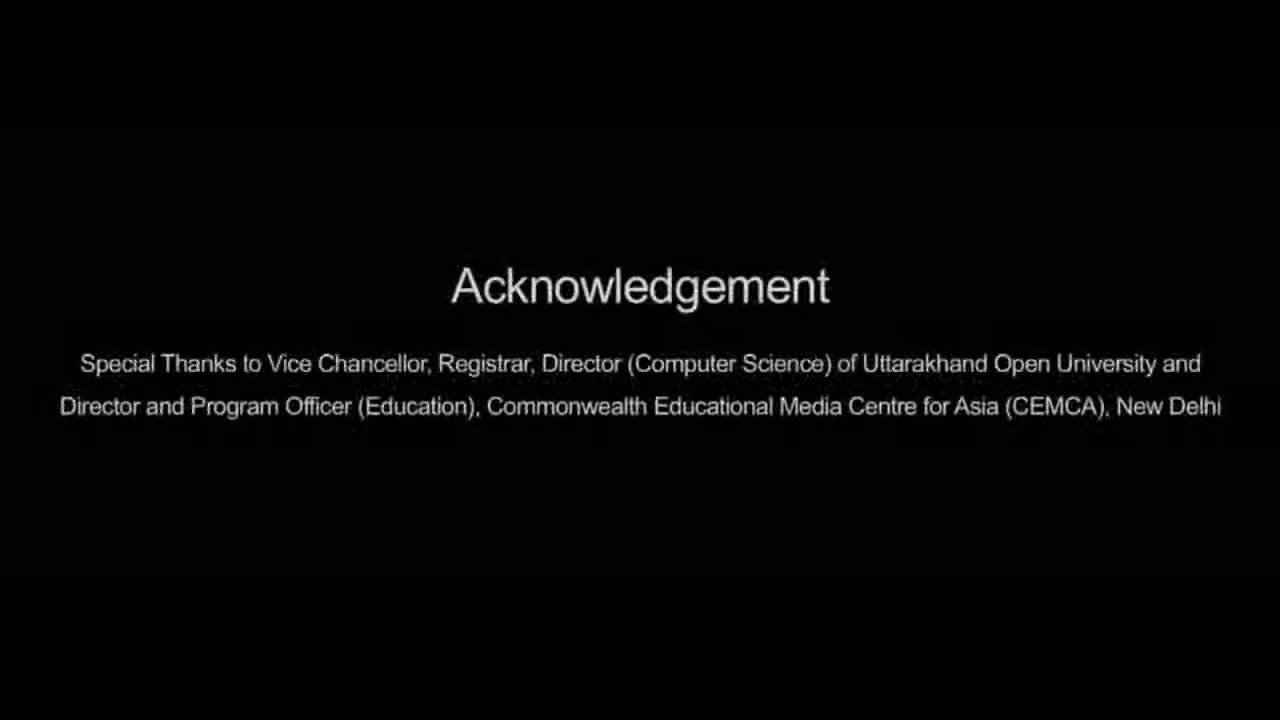 Acknowledgement
Special Thanks to Vice Chancellor, Registrar, Director (Computer Science) of Uttarakhand Open University and
Director and Program Officer (Education), Commonwealth Educational Media Centre for Asia (CEMCA), New Delhi